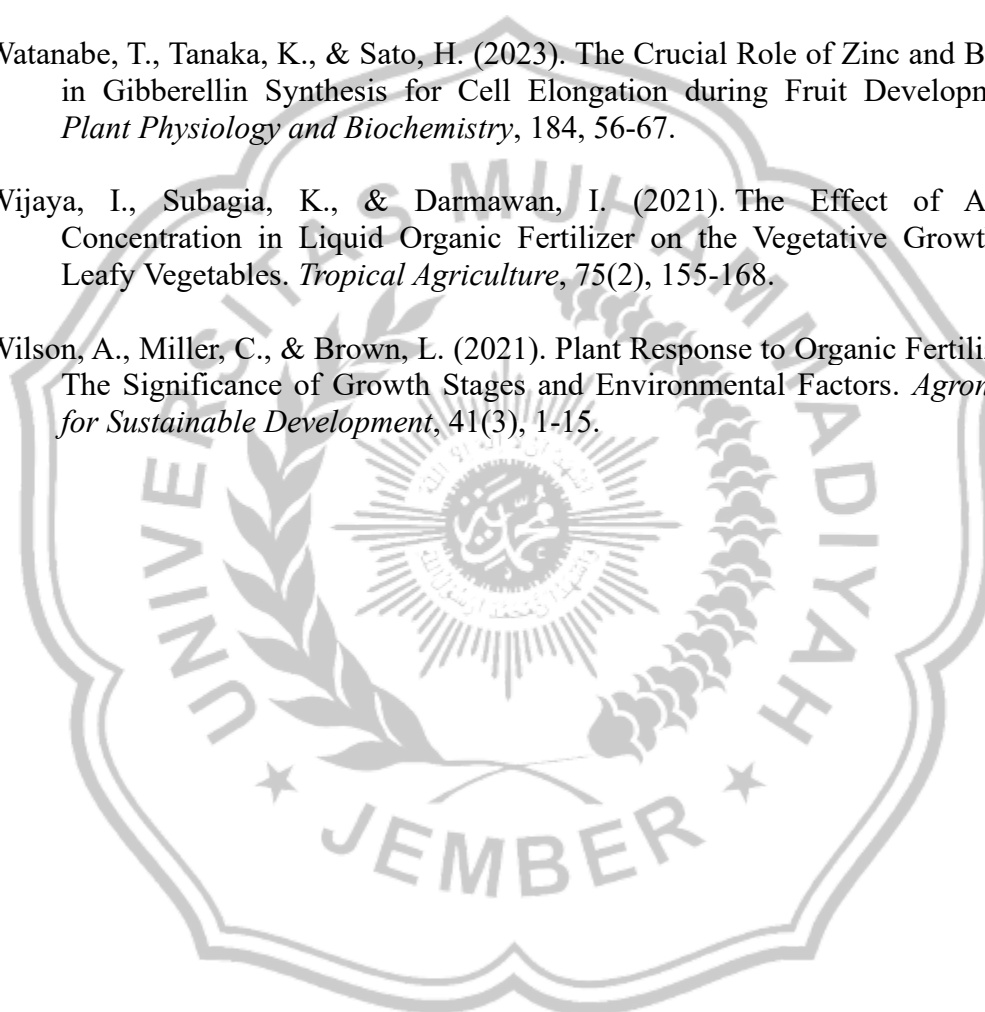 Watanabe, T., Tanaka, K., & Sato, H. (2023). The Crucial Role of Zinc and B
in Gibberellin Synthesis for Cell Elongation during Fruit Developm
Plant Physiology and Biochemistry, 184, 56-67.
Wijaya, I., Subagia, K., & Darmawan, I. (2021). The Effect of A
Concentration in Liquid Organic Fertilizer on the Vegetative Growt
Leafy Vegetables. Tropical Agriculture, 75(2), 155-168.
Wilson, A., Miller, C., & Brown, L. (2021). Plant Response to Organic Fertiliz
The Significance of Growth Stages and Environmental Factors. Agron
for Sustainable Development, 41(3), 1-15.
UNIVERSITAS MUHAMMADIYAH
JEMBER